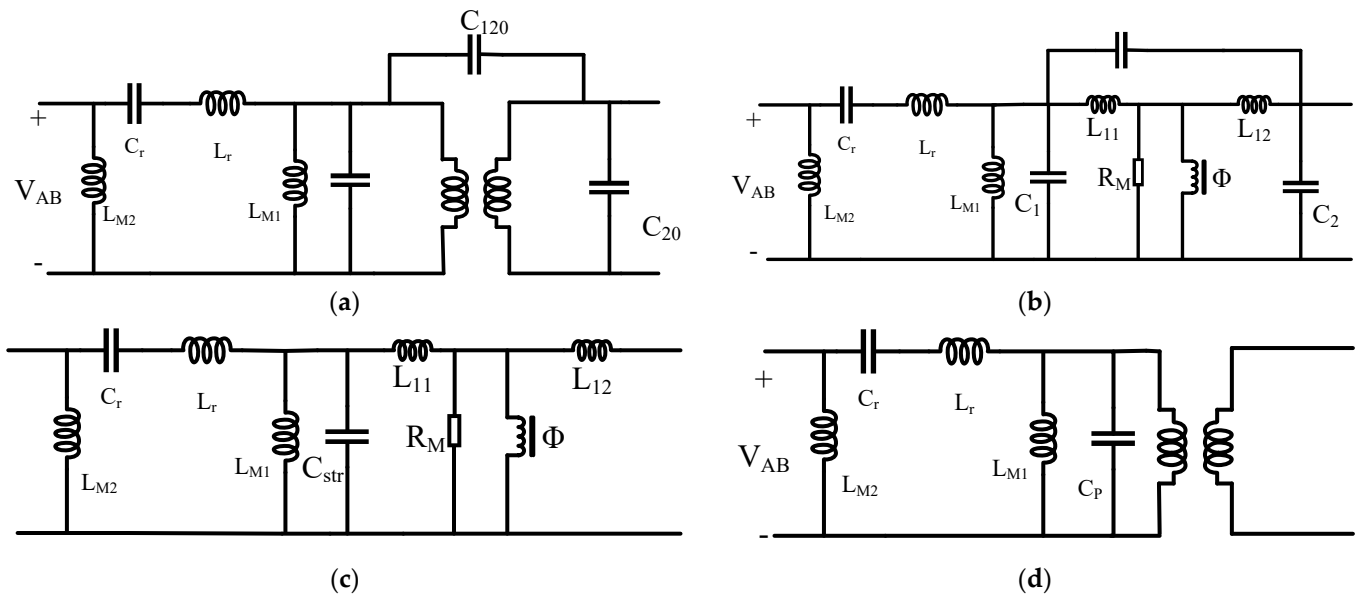 C120
+
Cr
Lr
VAB
LM2
LM1
C20
-
(a)
+
Cr
Lr
L11
L12
VAB
LM2
LM1
C1
RM
Φ
C2
-
(b)
Cr
Lr
L11
L12
LM2
LM1
Cstr
RM
Φ
(c)
+
Cr
Lr
VAB
LM2
LM1
CP
-
(d)